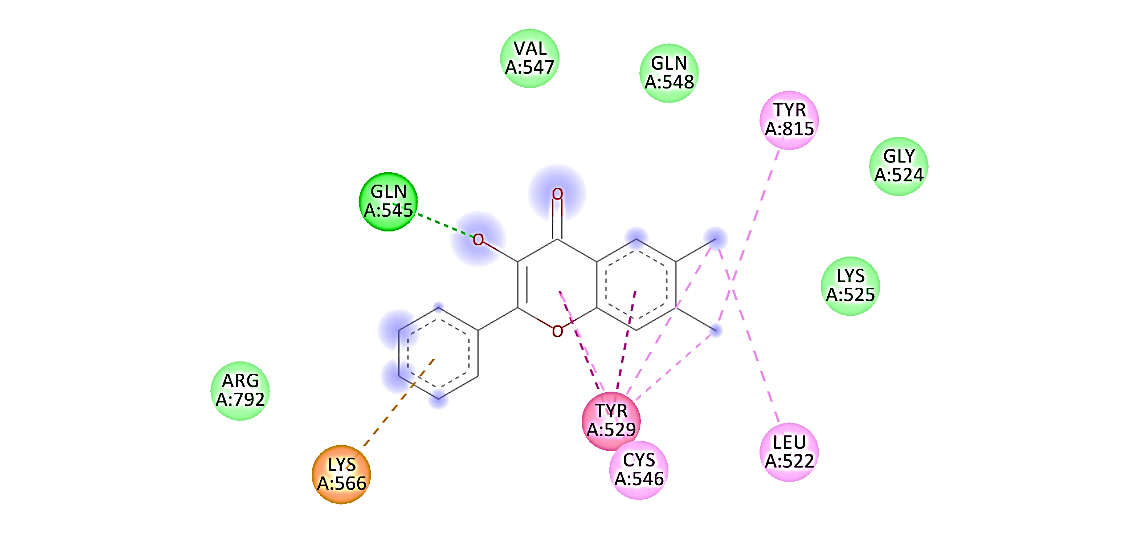 VAL
A:547
GLN
A:548
TYR
A:815
GLY
A:524
GLN
A:545
O
O
LYS
A:525
O
ARG
A:792
TYR
A:529
LEU
A:522
CYS
A:546
LYS
A:566